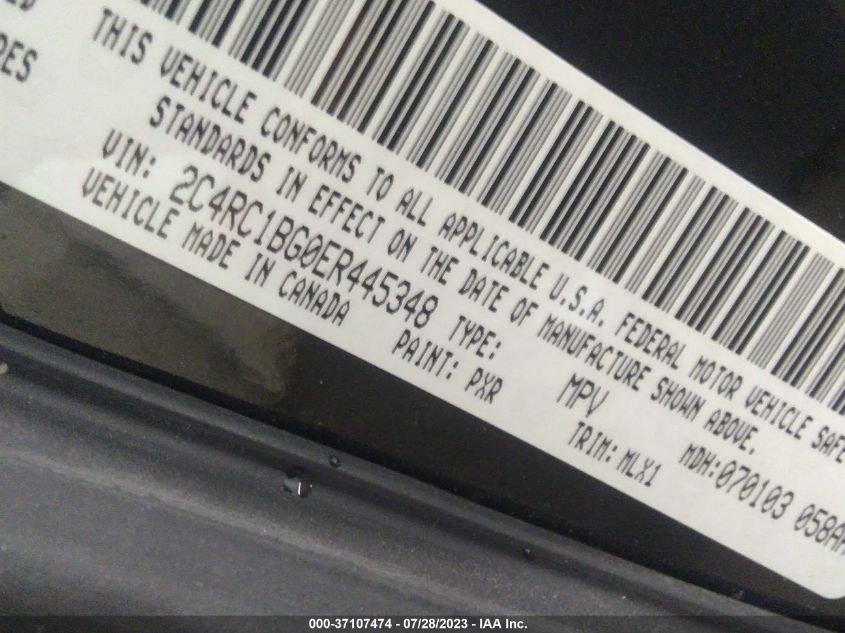 RES
THIS VEHICLE CONFORMS TO ALL APPLICABLE U.S.A. FEDERAL MOTOR VEHICLE SAFE
STANDARDS IN EFFECT ON THE DATE OF MANUFACTURE SHOWN ABOVE.
VIN: 2C4RC1BG0ER445348 TYPE: MPV MDH:070103 058AA
VEHICLE MADE IN CANADA PAINT: PXR TRIM: MLX1
000-37107474 / 07/28/2023 - IAA Inc.